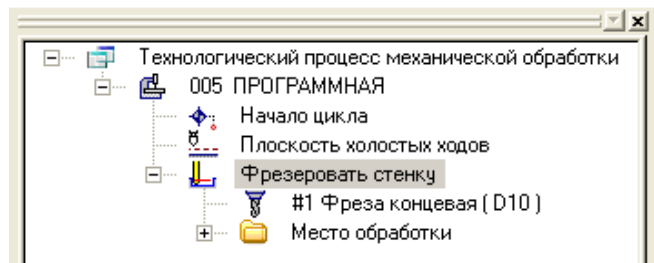 Технологический процесс механической обработки
005 ПРОГРАММНАЯ
Начало цикла
Плоскость холостых ходов
Фрезеровать стенку
#1 Фреза концевая ( D10 )
Место обработки